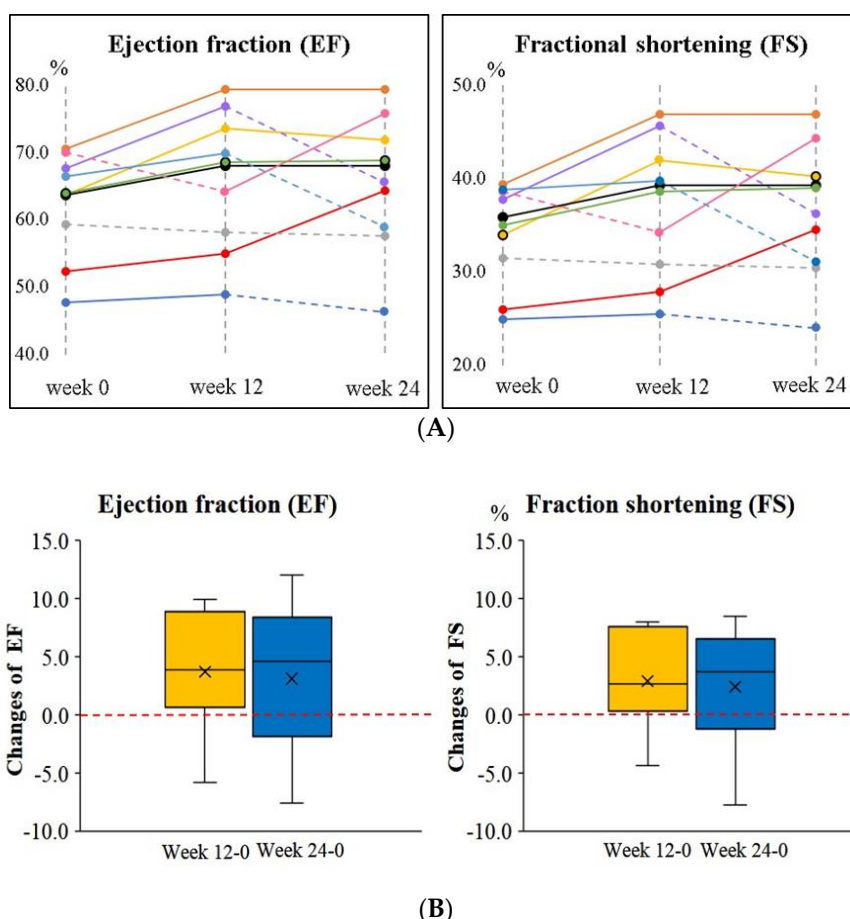 Ejection fraction (EF)
%
80.0
70.0
60.0
50.0
40.0
week 0
week 12
week 24
Fractional shortening (FS)
%
50.0
40.0
30.0
20.0
week 0
week 12
week 24
(A)
Ejection fraction (EF)
15.0
10.0
5.0
0.0
-5.0
-10.0
Changes of EF
Week 12-0
Week 24-0
Fraction shortening (FS)
%
15.0
10.0
5.0
0.0
-5.0
-10.0
Changes of FS
Week 12-0
Week 24-0
(B)